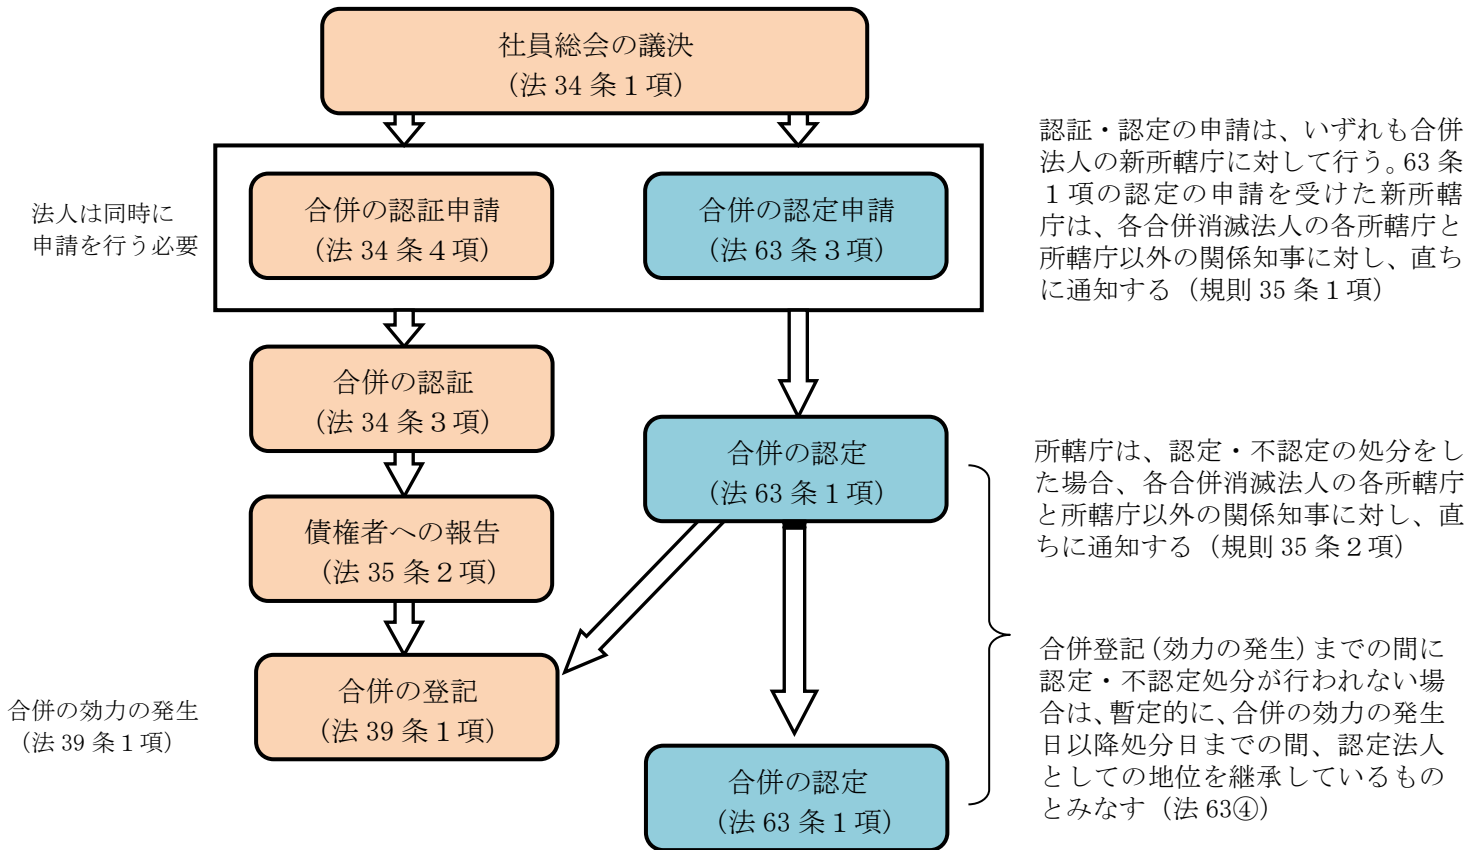 社員総会の議決
(法 34 条１項)
認証・認定の申請は、いずれも合併
法人の新所轄庁に対して行う。63 条
１項の認定の申請を受けた新所轄
庁は、各合併消滅法人の各所轄庁と
所轄庁以外の関係知事に対し、直ち
に通知する（規則 35 条１項）
法人は同時に
申請を行う必要
合併の認証申請
(法 34 条４項)
合併の認定申請
(法 63 条３項)
合併の認証
(法 34 条３項)
合併の認定
(法 63 条１項)
所轄庁は、認定・不認定の処分をし
た場合、各合併消滅法人の各所轄庁
と所轄庁以外の関係知事に対し、直
ちに通知する（規則 35 条２項）
債権者への報告
(法 35 条２項)
合併登記（効力の発生）までの間に
認定・不認定処分が行われない場
合は、暫定的に、合併の効力の発生
日以降処分日までの間、認定法人
としての地位を継承しているもの
とみなす（法 63④）
合併の登記
(法 39 条１項)
合併の効力の発生
（法 39 条１項）
合併の認定
(法 63 条１項)